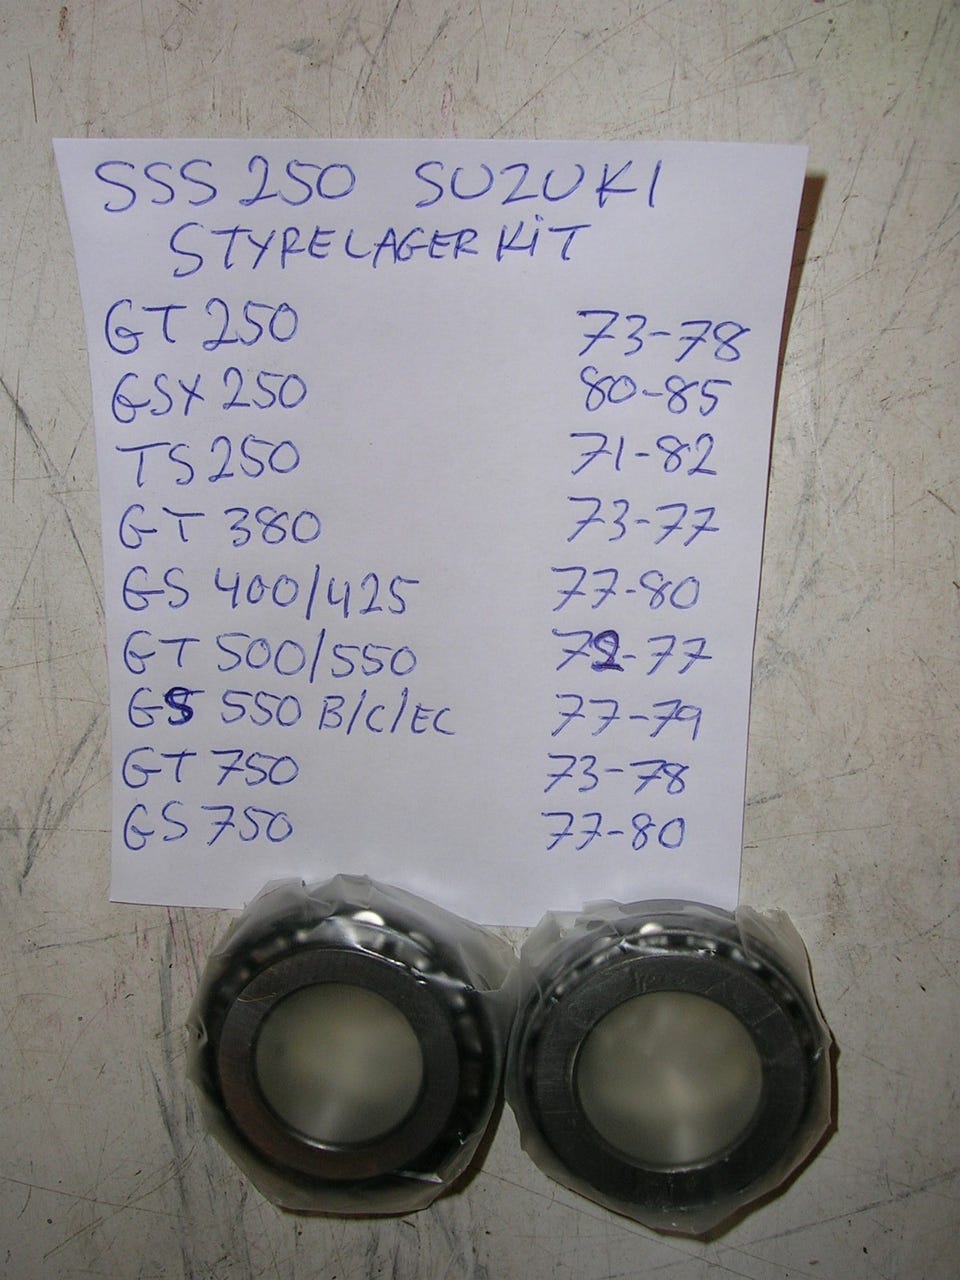 SSS 250 SUZUKI
STYRELAGER KiT
GT 250 73-78
GSX 250 80-85
TS 250 71-82
GT 380 73-77
GS 400/425 77-80
GT 500/550 72-77
GS 550 B/C/EC 77-79
GT 750 73-78
GS 750 77-80